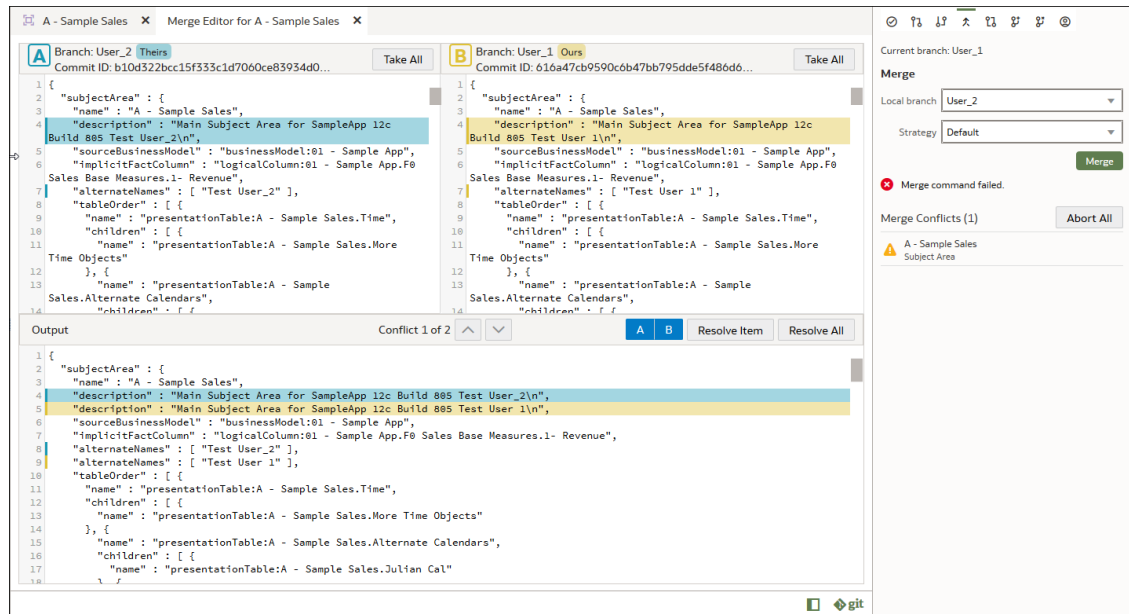 A - Sample Sales X Merge Editor for A - Sample Sales X
A Branch: User_2 Theirs
Commit ID: b10d322bcc15f333c1d7060ce83934d0...
Take All
1 {
2 "subjectArea" : {
3 "name" : "A - Sample Sales",
4 "description" : "Main Subject Area for SampleApp 12c
Build 805 Test User_2\n",
5 "sourceBusinessModel" : "businessModel:01 - Sample App",
6 "implicitFactColumn" : "logicalColumn:01 - Sample App.F0
Sales Base Measures.1- Revenue",
7 "alternateNames" : [ "Test User_2" ],
8 "tableOrder" : [ {
9 "name" : "presentationTable:A - Sample Sales.Time",
10 "children" : [ {
11 "name" : "presentationTable:A - Sample Sales.More
Time Objects"
12 }, {
13 "name" : "presentationTable:A - Sample
Sales.Alternate Calendars",
14 "children" : [ {
B Branch: User_1 Ours
Commit ID: 616a47cb9590c6b47bb795dde5f486d6...
Take All
1 {
2 "subjectArea" : {
3 "name" : "A - Sample Sales",
4 "description" : "Main Subject Area for SampleApp 12c
Build 805 Test User 1\n",
5 "sourceBusinessModel" : "businessModel:01 - Sample App",
6 "implicitFactColumn" : "logicalColumn:01 - Sample App.F0
Sales Base Measures.1- Revenue",
7 "alternateNames" : [ "Test User 1" ],
8 "tableOrder" : [ {
9 "name" : "presentationTable:A - Sample Sales.Time",
10 "children" : [ {
11 "name" : "presentationTable:A - Sample Sales.More
Time Objects"
12 }, {
13 "name" : "presentationTable:A - Sample
Sales.Alternate Calendars",
14 "children" : [ {
Output Conflict 1 of 2 A B Resolve Item Resolve All
1 {
2 "subjectArea" : {
3 "name" : "A - Sample Sales",
4 "description" : "Main Subject Area for SampleApp 12c Build 805 Test User_2\n",
5 "description" : "Main Subject Area for SampleApp 12c Build 805 Test User 1\n",
6 "sourceBusinessModel" : "businessModel:01 - Sample App",
7 "implicitFactColumn" : "logicalColumn:01 - Sample App.F0 Sales Base Measures.1- Revenue",
8 "alternateNames" : [ "Test User_2" ],
9 "alternateNames" : [ "Test User 1" ],
10 "tableOrder" : [ {
11 "name" : "presentationTable:A - Sample Sales.Time",
12 "children" : [ {
13 "name" : "presentationTable:A - Sample Sales.More Time Objects"
14 }, {
15 "name" : "presentationTable:A - Sample Sales.Alternate Calendars",
16 "children" : [ {
17 "name" : "presentationTable:A - Sample Sales.Julian Cal"
18 }, {
git
Current branch: User_1
Merge
Local branch User_2
Strategy Default
Merge
Merge command failed.
Merge Conflicts (1) Abort All
A - Sample Sales
Subject Area